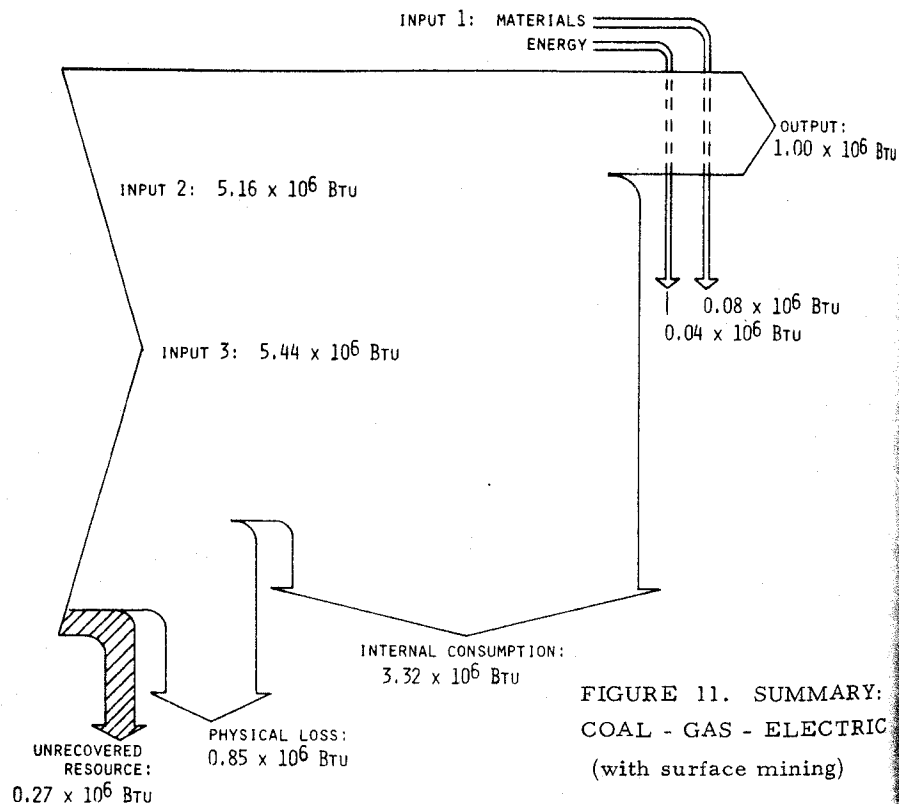 INPUT 1: MATERIALS
ENERGY
OUTPUT:
1.00 x 10⁶ BTU
INPUT 2: 5.16 x 10⁶ BTU
0.08 x 10⁶ BTU
0.04 x 10⁶ BTU
INPUT 3: 5.44 x 10⁶ BTU
INTERNAL CONSUMPTION:
3.32 x 10⁶ BTU
PHYSICAL LOSS:
0.85 x 10⁶ BTU
UNRECOVERED
RESOURCE:
0.27 x 10⁶ BTU
FIGURE 11. SUMMARY:
COAL - GAS - ELECTRIC
(with surface mining)